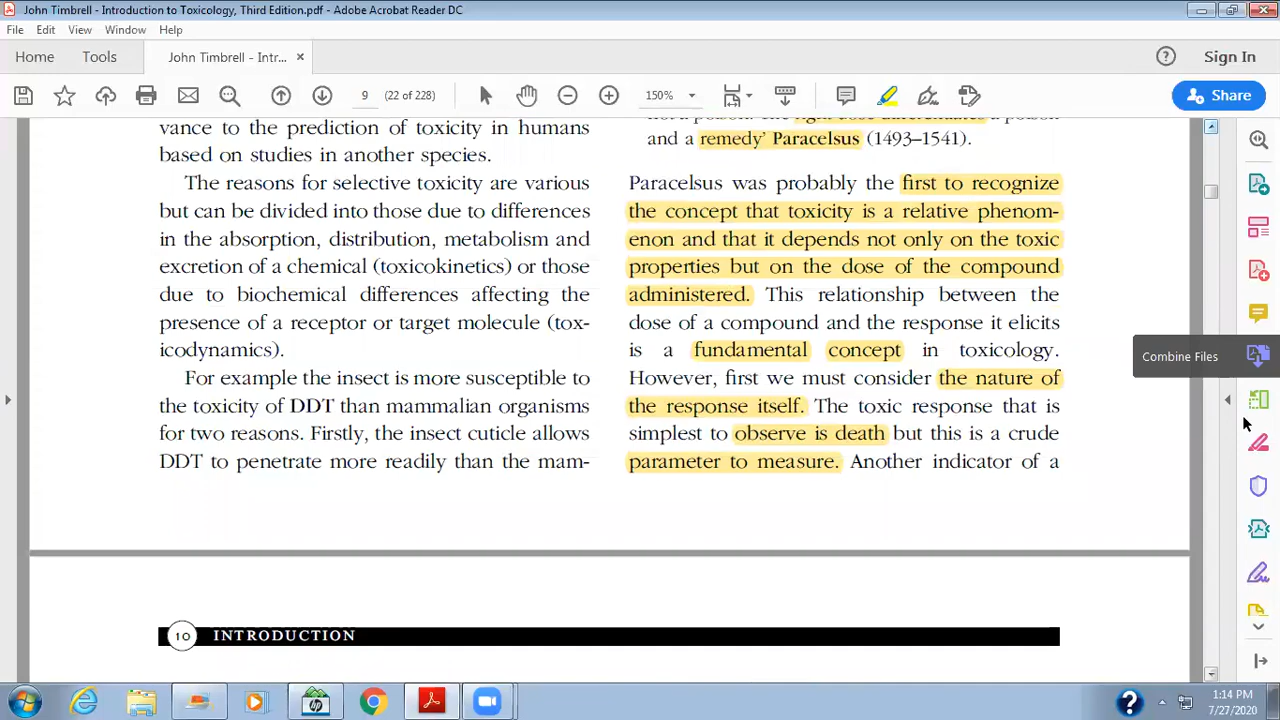 John Timbrell - Introduction to Toxicology, Third Edition.pdf - Adobe Acrobat Reader DC
File Edit View Window Help
Home Tools John Timbrell - Intr... × Sign In
9 (22 of 228) 150% Share
vance to the prediction of toxicity in humans
based on studies in another species.
The reasons for selective toxicity are various
but can be divided into those due to differences
in the absorption, distribution, metabolism and
excretion of a chemical (toxicokinetics) or those
due to biochemical differences affecting the
presence of a receptor or target molecule (tox-
icodynamics).
For example the insect is more susceptible to
the toxicity of DDT than mammalian organisms
for two reasons. Firstly, the insect cuticle allows
DDT to penetrate more readily than the mam-
and a remedy' Paracelsus (1493–1541).
Paracelsus was probably the first to recognize
the concept that toxicity is a relative phenom-
enon and that it depends not only on the toxic
properties but on the dose of the compound
administered. This relationship between the
dose of a compound and the response it elicits
is a fundamental concept in toxicology.
However, first we must consider the nature of
the response itself. The toxic response that is
simplest to observe is death but this is a crude
parameter to measure. Another indicator of a
Combine Files
10 INTRODUCTION
1:14 PM
7/27/2020